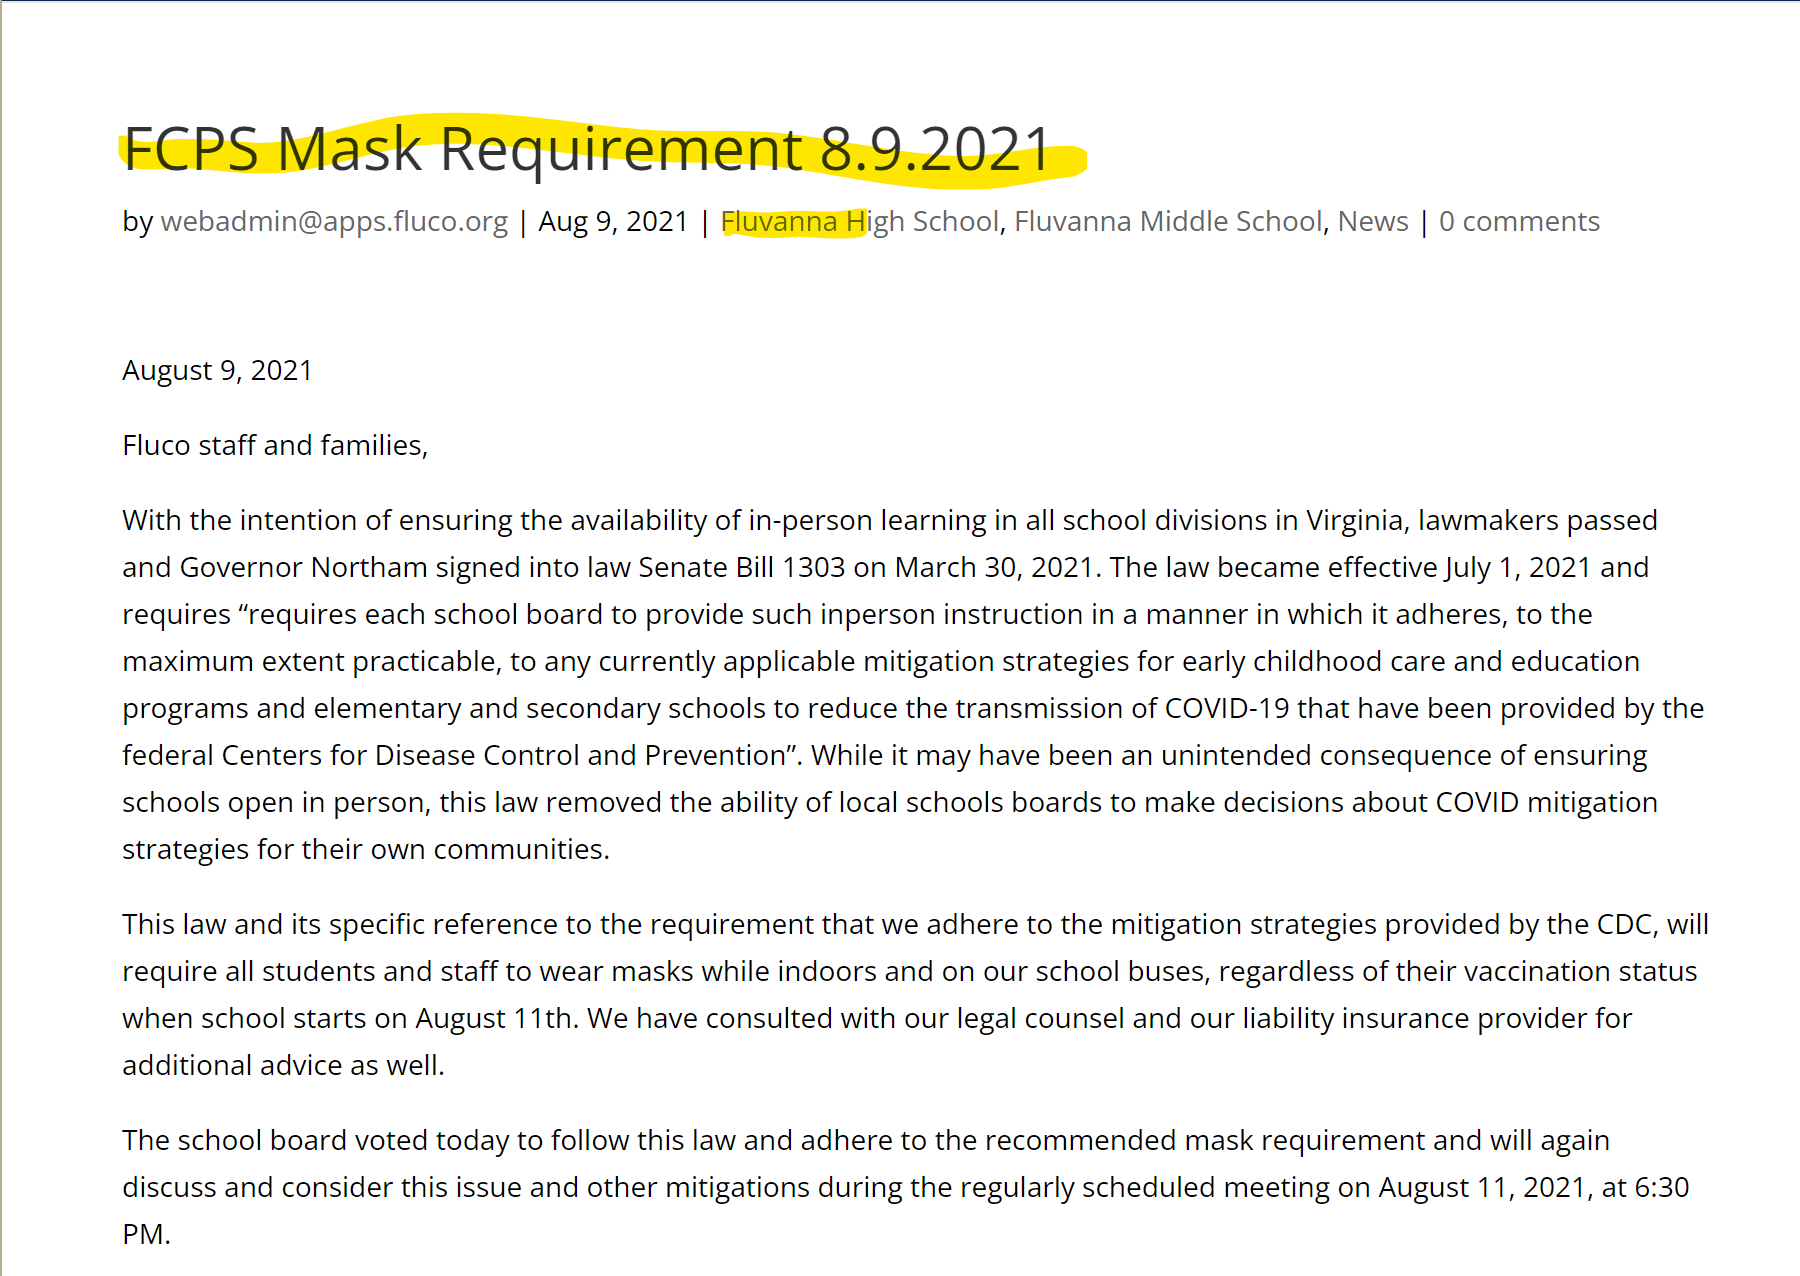 FCPS Mask Requirement 8.9.2021
by webadmin@apps.fluco.org | Aug 9, 2021 | Fluvanna High School, Fluvanna Middle School, News | 0 comments
August 9, 2021
Fluco staff and families,
With the intention of ensuring the availability of in-person learning in all school divisions in Virginia, lawmakers passed
and Governor Northam signed into law Senate Bill 1303 on March 30, 2021. The law became effective July 1, 2021 and
requires “requires each school board to provide such inperson instruction in a manner in which it adheres, to the
maximum extent practicable, to any currently applicable mitigation strategies for early childhood care and education
programs and elementary and secondary schools to reduce the transmission of COVID-19 that have been provided by the
federal Centers for Disease Control and Prevention”. While it may have been an unintended consequence of ensuring
schools open in person, this law removed the ability of local schools boards to make decisions about COVID mitigation
strategies for their own communities.
This law and its specific reference to the requirement that we adhere to the mitigation strategies provided by the CDC, will
require all students and staff to wear masks while indoors and on our school buses, regardless of their vaccination status
when school starts on August 11th. We have consulted with our legal counsel and our liability insurance provider for
additional advice as well.
The school board voted today to follow this law and adhere to the recommended mask requirement and will again
discuss and consider this issue and other mitigations during the regularly scheduled meeting on August 11, 2021, at 6:30
PM.